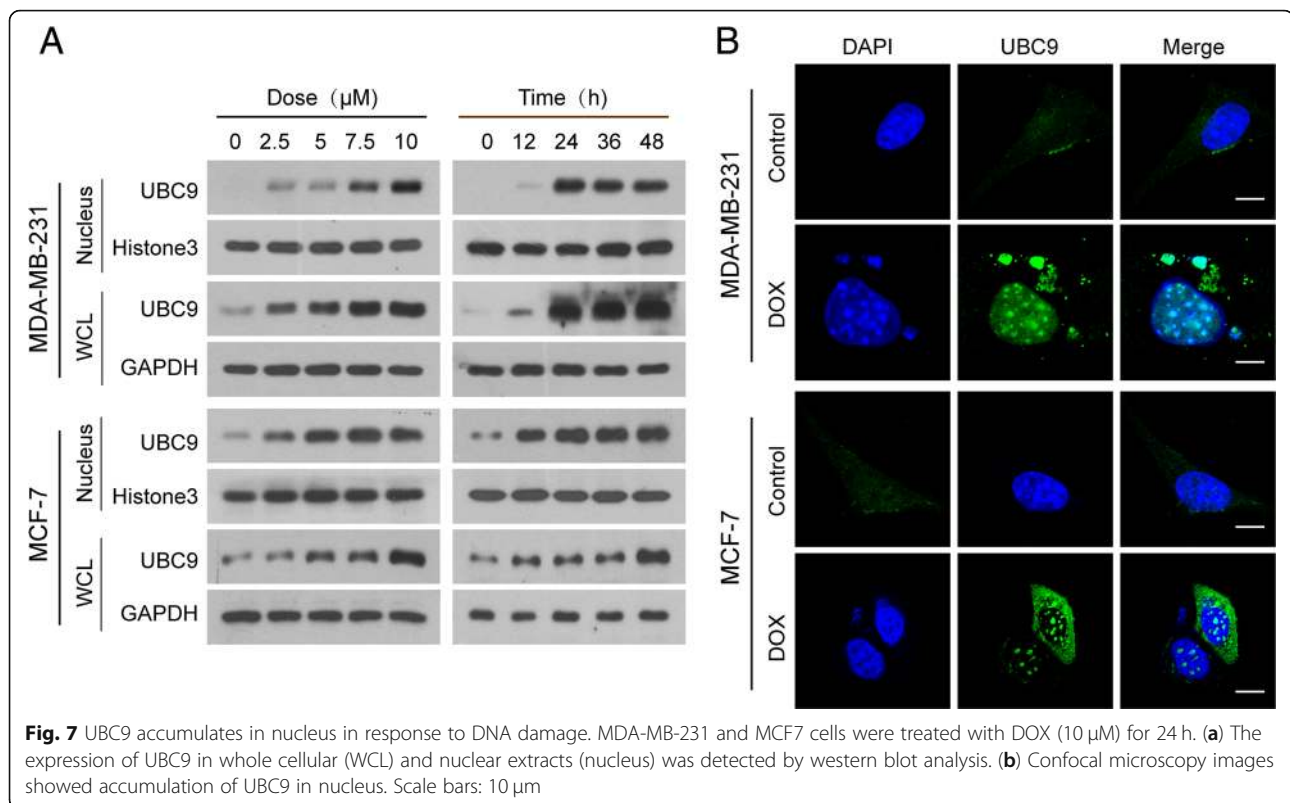 A
Dose (μM)
Time (h)
0 2.5 5 7.5 10
0 12 24 36 48
MDA-MB-231
Nucleus
UBC9
Histone3
WCL
UBC9
GAPDH
MCF-7
Nucleus
UBC9
Histone3
WCL
UBC9
GAPDH
B
DAPI UBC9 Merge
MDA-MB-231
Control
DOX
MCF-7
Control
DOX
Fig. 7 UBC9 accumulates in nucleus in response to DNA damage. MDA-MB-231 and MCF7 cells were treated with DOX (10 μM) for 24 h. (a) The
expression of UBC9 in whole cellular (WCL) and nuclear extracts (nucleus) was detected by western blot analysis. (b) Confocal microscopy images
showed accumulation of UBC9 in nucleus. Scale bars: 10 μm